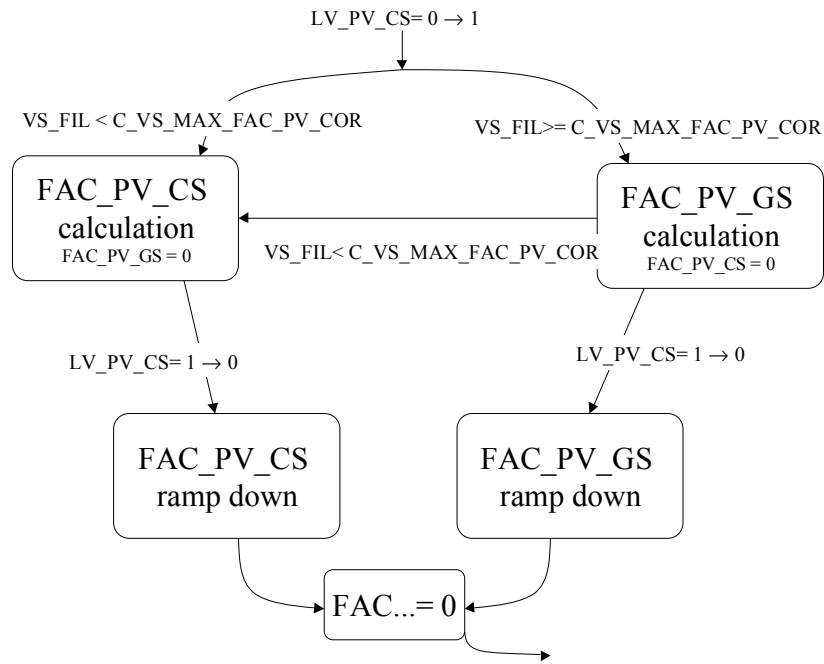 LV_PV_CS= 0 → 1
VS_FIL < C_VS_MAX_FAC_PV_COR
VS_FIL>= C_VS_MAX_FAC_PV_COR
FAC_PV_CS
calculation
FAC_PV_GS = 0
FAC_PV_GS
calculation
FAC_PV_CS = 0
VS_FIL< C_VS_MAX_FAC_PV_COR
LV_PV_CS= 1 → 0
LV_PV_CS= 1 → 0
FAC_PV_CS
ramp down
FAC_PV_GS
ramp down
FAC...= 0